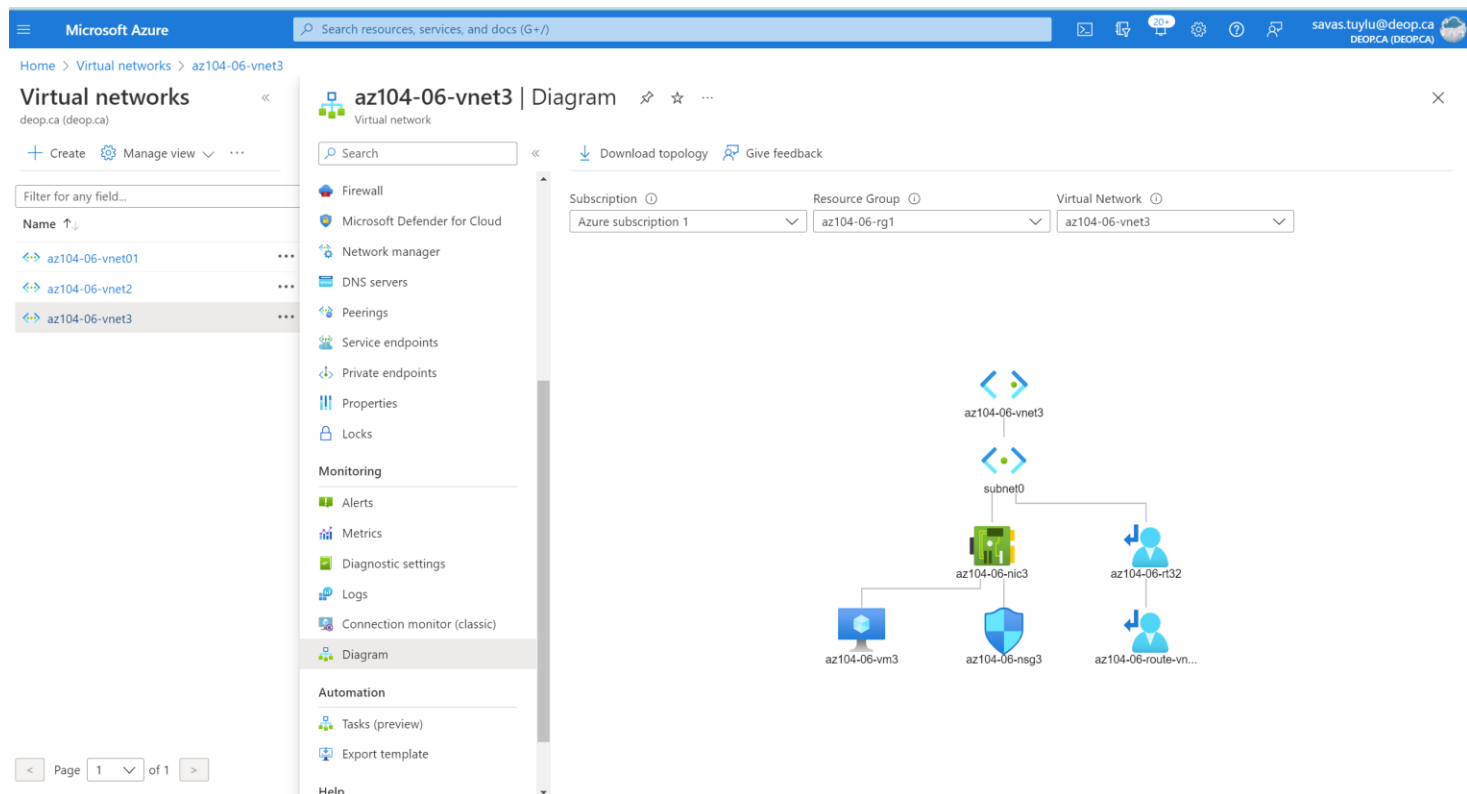 Microsoft Azure
Search resources, services, and docs (G+/)
20+
savas.tuylu@deop.ca
DEOP.CA (DEOP.CA)
Home > Virtual networks > az104-06-vnet3
Virtual networks
deop.ca (deop.ca)
+ Create Manage view ...
Filter for any field...
Name ↑↓
az104-06-vnet01 ...
az104-06-vnet2 ...
az104-06-vnet3 ...
< Page 1 of 1 >
az104-06-vnet3 | Diagram ...
Virtual network
Search
Firewall
Microsoft Defender for Cloud
Network manager
DNS servers
Peerings
Service endpoints
Private endpoints
Properties
Locks
Monitoring
Alerts
Metrics
Diagnostic settings
Logs
Connection monitor (classic)
Diagram
Automation
Tasks (preview)
Export template
Help
Download topology Give feedback
Subscription Resource Group Virtual Network
Azure subscription 1 az104-06-rg1 az104-06-vnet3
az104-06-vnet3
subnet0
az104-06-nic3 az104-06-rt32
az104-06-vm3 az104-06-nsg3 az104-06-route-vn...